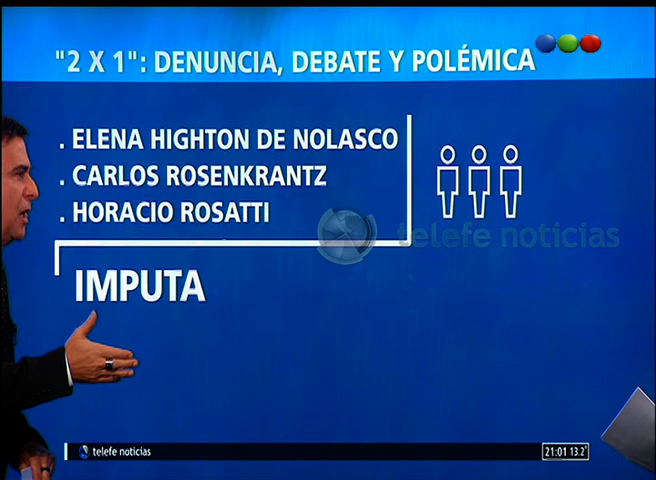 "2 X 1": DENUNCIA, DEBATE Y POLÉMICA
. ELENA HIGHTON DE NOLASCO
. CARLOS ROSENKRANTZ
. HORACIO ROSATTI
telefe noticias
IMPUTA
telefe noticias
21:01 13.2°